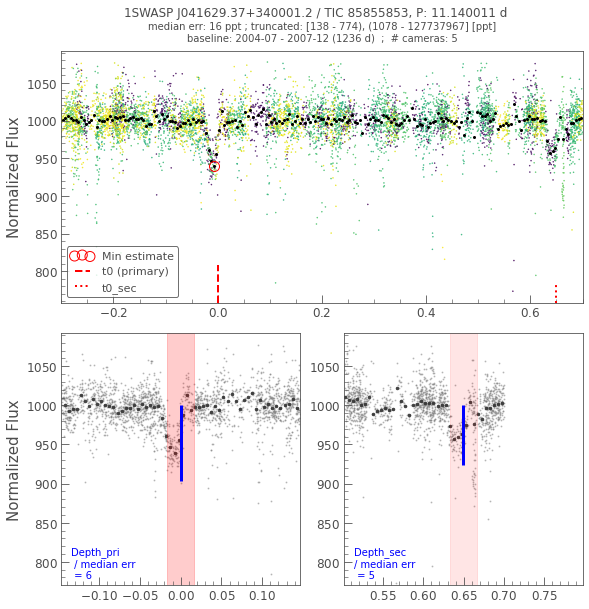 1SWASP J041629.37+340001.2 / TIC 85855853, P: 11.140011 d
median err: 16 ppt ; truncated: [138 - 774), (1078 - 127737967] [ppt]
baseline: 2004-07 - 2007-12 (1236 d)  ;  # cameras: 5
Normalized Flux
1050
1000
950
900
850
800
Min estimate
t0 (primary)
t0_sec
−0.2 0.0 0.2 0.4 0.6
Normalized Flux
1050
1000
950
900
850
800
Depth_pri
/ median err
= 6
−0.10 −0.05 0.00 0.05 0.10
1050
1000
950
900
850
800
Depth_sec
/ median err
= 5
0.55 0.60 0.65 0.70 0.75